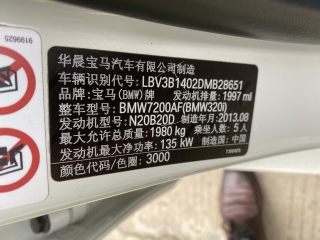 9199625
华晨宝马汽车有限公司制造
车辆识别代号: LBV3B1402DMB28651
品牌: 宝马(BMW)牌 发动机排量: 1997 ml
整车型号: BMW7200AF(BMW320i)
发动机型号: N20B20D 制造年月: 2013.08
最大允许总质量: 1980 kg 乘坐人数: 5 人
发动机最大净功率: 135 kW 制造国: 中国
颜色代码/色圈: 3000